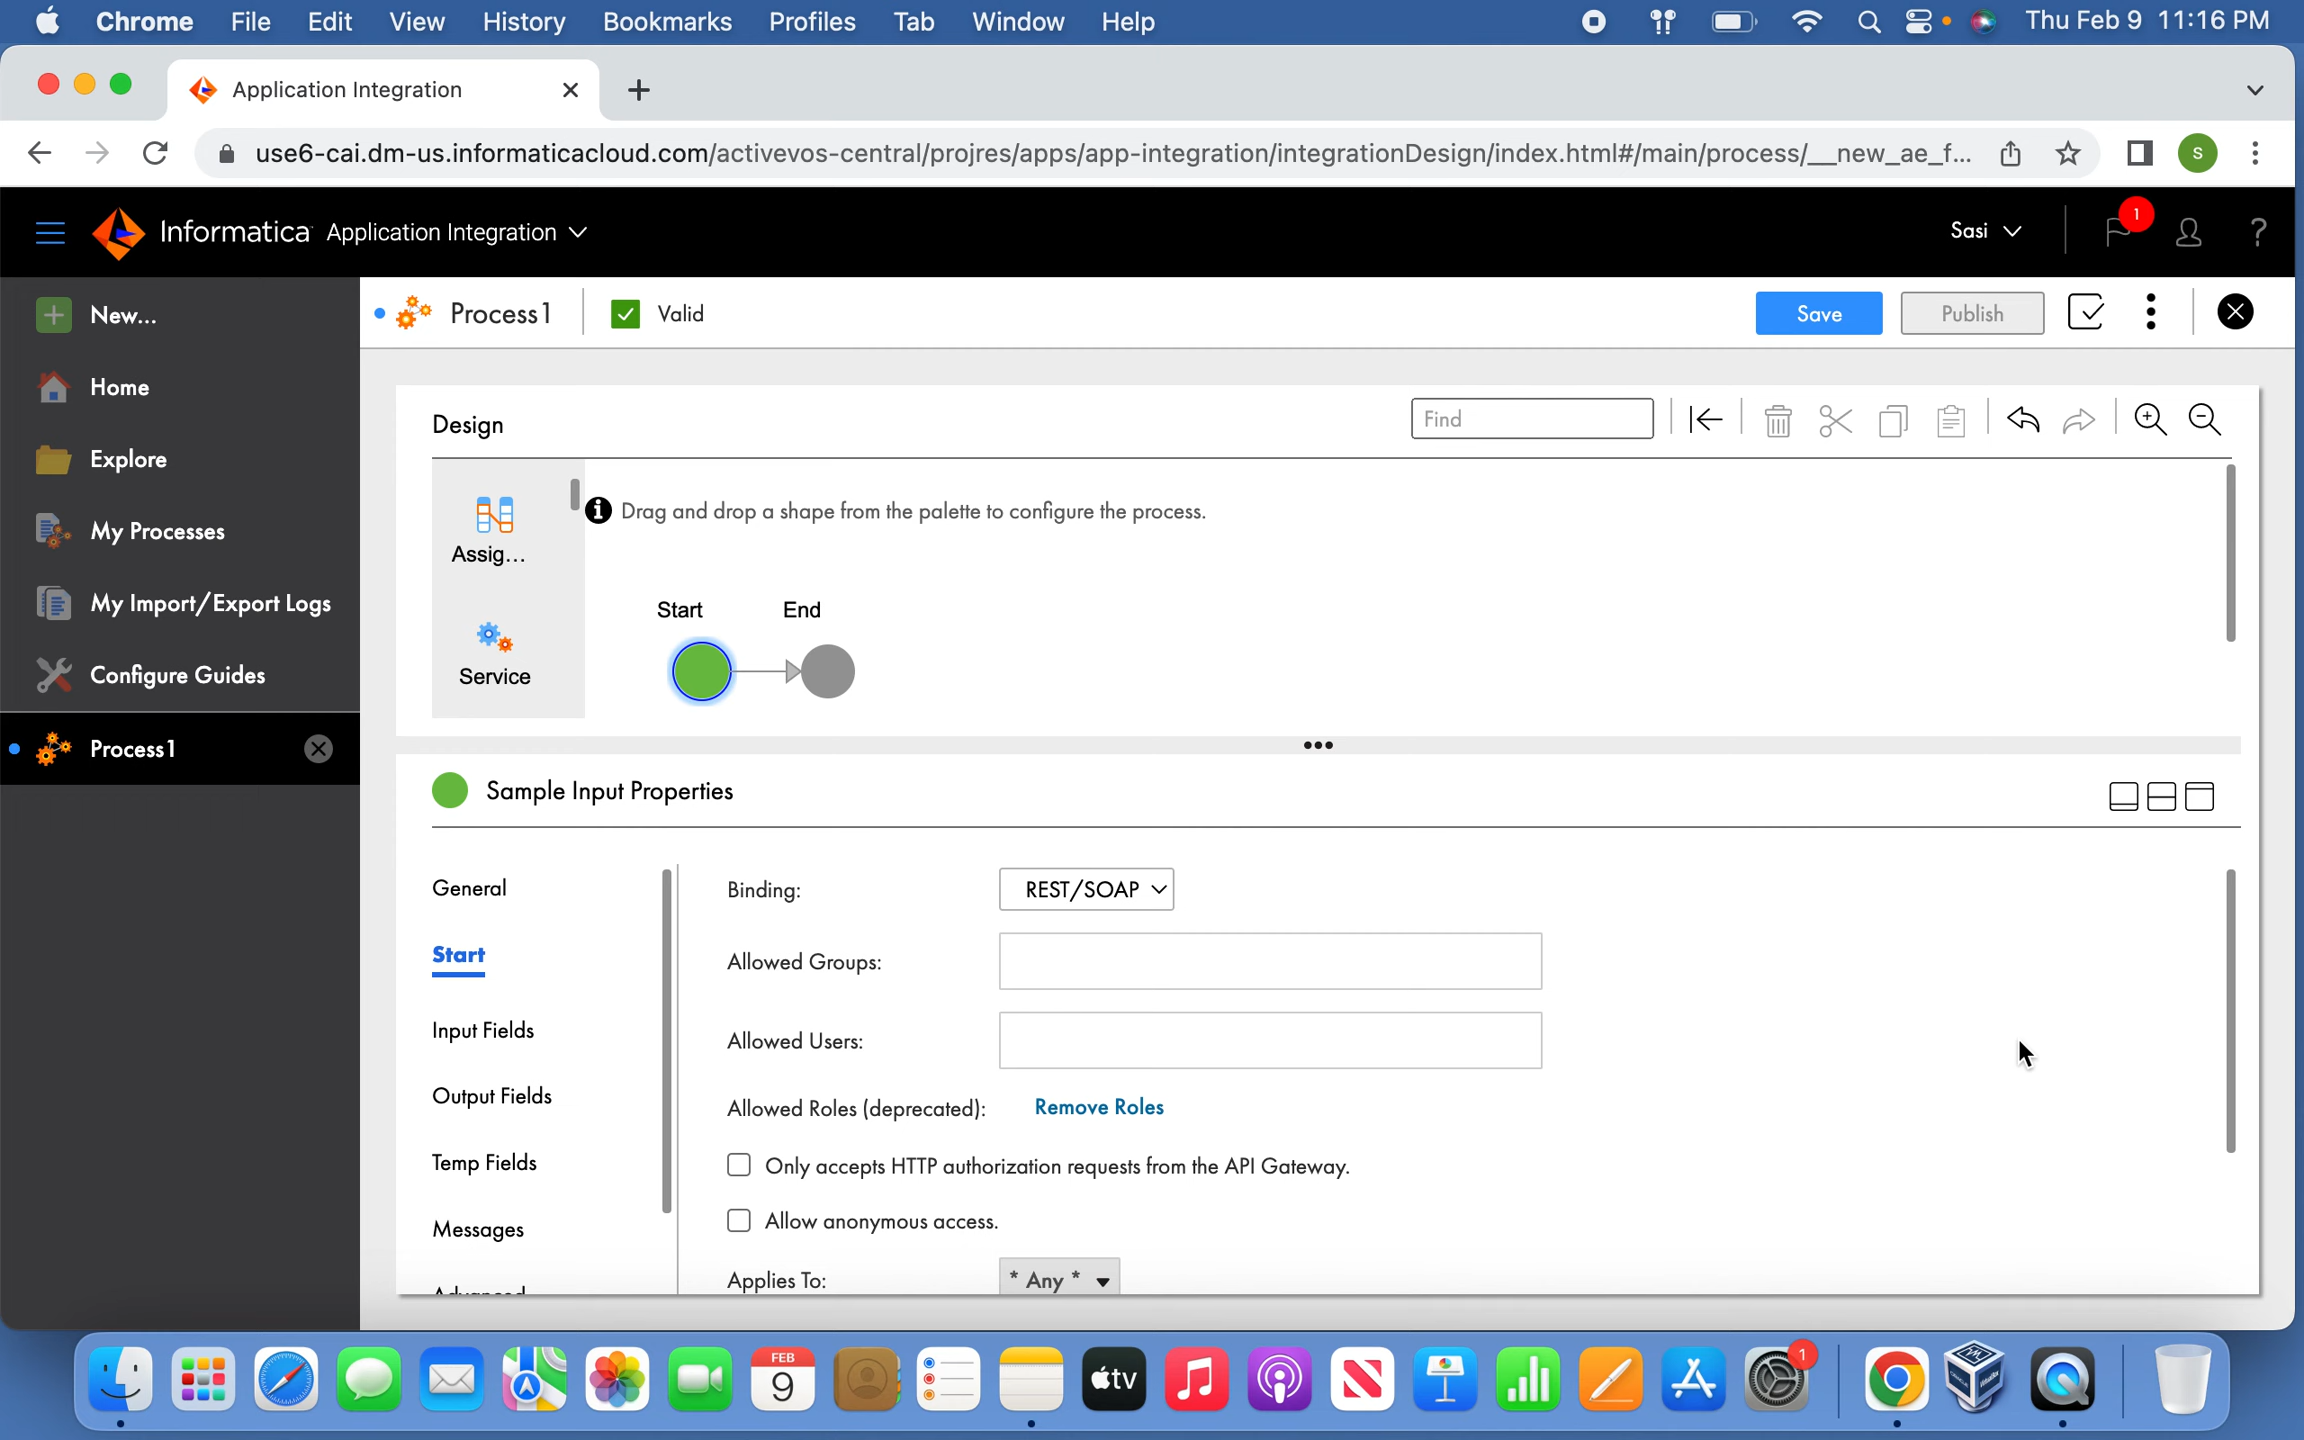 Chrome File Edit View History Bookmarks Profiles Tab Window Help Thu Feb 9 11:16 PM
Application Integration
use6-cai.dm-us.informaticacloud.com/activevos-central/projres/apps/app-integration/integrationDesign/index.html#/main/process/__new_ae_f... S
Informatica Application Integration Sasi 1 ?
New...
Home
Explore
My Processes
My Import/Export Logs
Configure Guides
Process1
Process1 Valid Save Publish
Design Find
Assig...
Service
Drag and drop a shape from the palette to configure the process.
Start End
Sample Input Properties
General
Start
Input Fields
Output Fields
Temp Fields
Messages
Advanced
Binding: REST/SOAP
Allowed Groups:
Allowed Users:
Allowed Roles (deprecated): Remove Roles
Only accepts HTTP authorization requests from the API Gateway.
Allow anonymous access.
Applies To: * Any *
FEB
9
tv
1